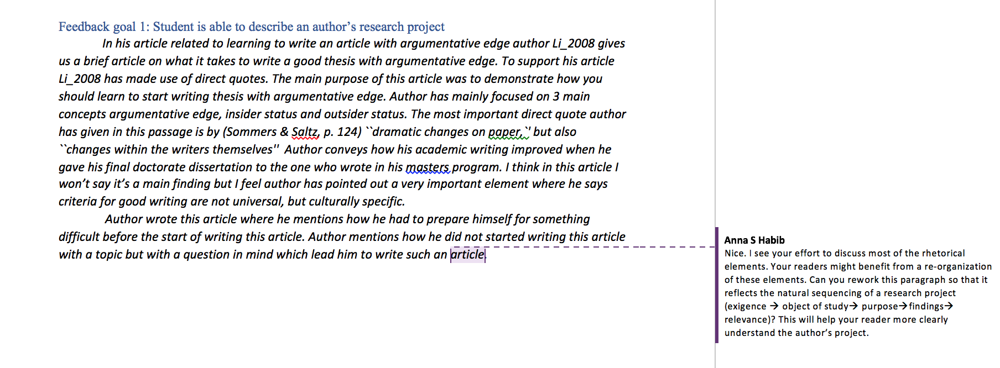 Feedback goal 1: Student is able to describe an author’s research project
In his article related to learning to write an article with argumentative edge author Li_2008 gives
us a brief article on what it takes to write a good thesis with argumentative edge. To support his article
Li_2008 has made use of direct quotes. The main purpose of this article was to demonstrate how you
should learn to start writing thesis with argumentative edge. Author has mainly focused on 3 main
concepts argumentative edge, insider status and outsider status. The most important direct quote author
has given in this passage is by (Sommers & Saltz, p. 124) ``dramatic changes on paper,`' but also
``changes within the writers themselves'' Author conveys how his academic writing improved when he
gave his final doctorate dissertation to the one who wrote in his masters program. I think in this article I
won’t say it’s a main finding but I feel author has pointed out a very important element where he says
criteria for good writing are not universal, but culturally specific.
Author wrote this article where he mentions how he had to prepare himself for something
difficult before the start of writing this article. Author mentions how he did not started writing this article
with a topic but with a question in mind which lead him to write such an article.
Anna S Habib
Nice. I see your effort to discuss most of the rhetorical
elements. Your readers might benefit from a re-organization
of these elements. Can you rework this paragraph so that it
reflects the natural sequencing of a research project
(exigence → object of study→ purpose→findings→
relevance)? This will help your reader more clearly
understand the author’s project.